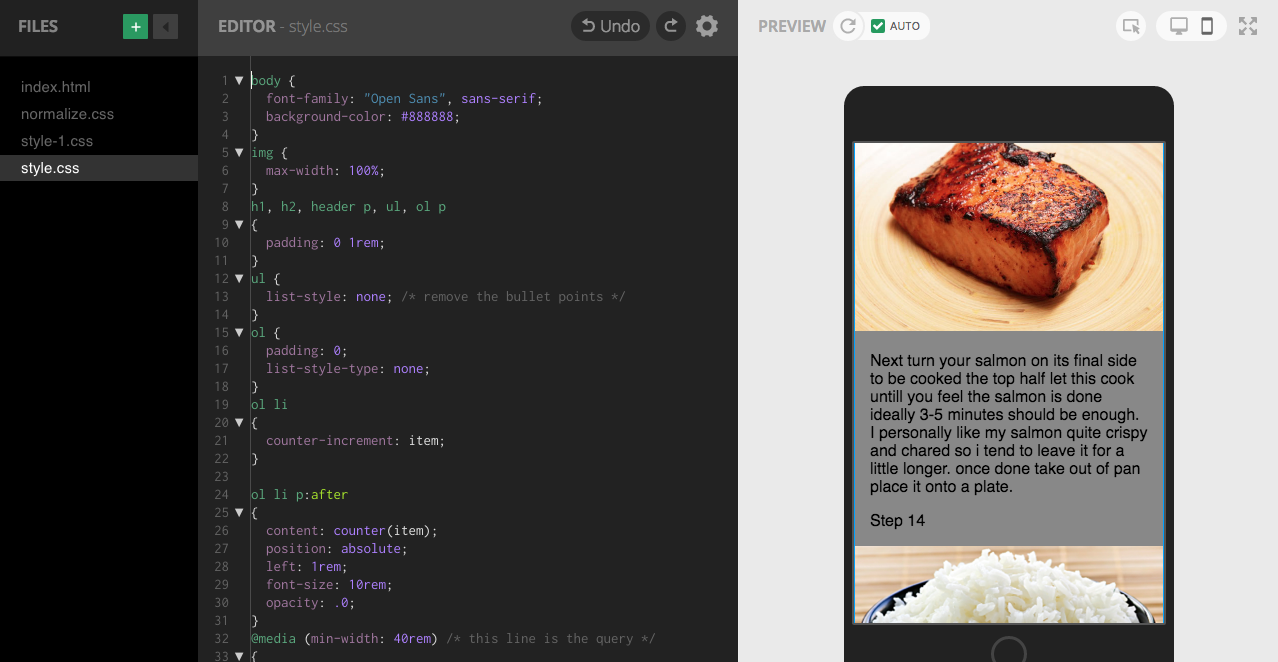 FILES
+
index.html
normalize.css
style-1.css
style.css
EDITOR - style.css
Undo
1 body {
2 font-family: "Open Sans", sans-serif;
3 background-color: #888888;
4 }
5 img {
6 max-width: 100%;
7 }
8 h1, h2, header p, ul, ol p
9 {
10 padding: 0 1rem;
11 }
12 ul {
13 list-style: none; /* remove the bullet points */
14 }
15 ol {
16 padding: 0;
17 list-style-type: none;
18 }
19 ol li
20 {
21 counter-increment: item;
22 }
23
24 ol li p:after
25 {
26 content: counter(item);
27 position: absolute;
28 left: 1rem;
29 font-size: 10rem;
30 opacity: .0;
31 }
32 @media (min-width: 40rem) /* this line is the query */
33 {
PREVIEW
AUTO
Next turn your salmon on its final side
to be cooked the top half let this cook
untill you feel the salmon is done
ideally 3-5 minutes should be enough.
I personally like my salmon quite crispy
and chared so i tend to leave it for a
little longer. once done take out of pan
place it onto a plate.
Step 14